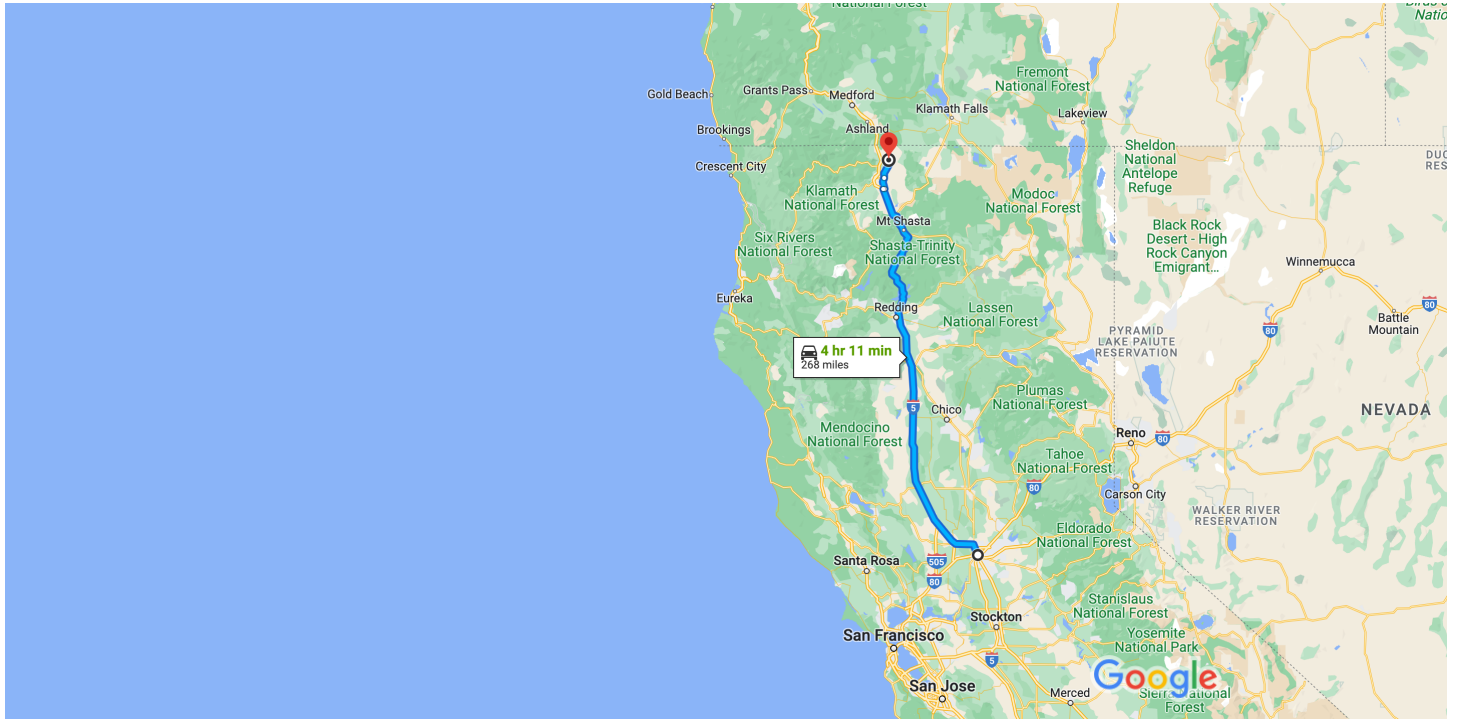 National Forest
Natio
Fremont
National Forest
Gold Beach
Grants Pass
Medford
Klamath Falls
Lakeview
Ashland
Brookings
Crescent City
Sheldon
National
Antelope
Refuge
DUC
RES
Klamath
National Forest
Modoc
National Forest
Mt Shasta
Six Rivers
National Forest
Shasta-Trinity
National Forest
Black Rock
Desert - High
Rock Canyon
Emigrant...
Winnemucca
Eureka
Redding
Lassen
National Forest
80
Battle
Mountain
80
PYRAMID
LAKE PAIUTE
RESERVATION
4 hr 11 min
268 miles
Plumas
National Forest
5
Chico
NEVADA
Mendocino
National Forest
Reno
80
Tahoe
National Forest
80
Carson City
WALKER RIVER
RESERVATION
Eldorado
National Forest
Santa Rosa
505
80
Stanislaus
National Forest
Stockton
San Francisco
Yosemite
National Park
5
Google
San Jose
Merced
Sierra National
Forest